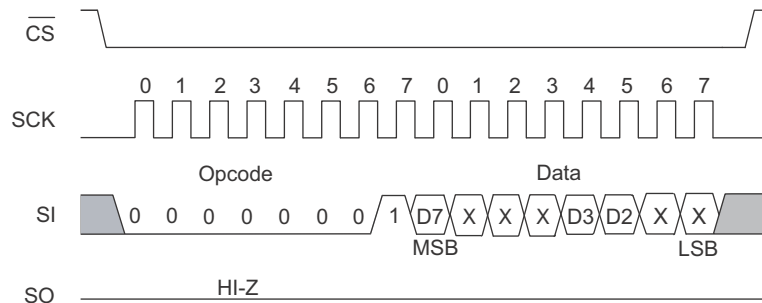 CS
0 1 2 3 4 5 6 7 0 1 2 3 4 5 6 7
SCK
Opcode Data
SI 0 0 0 0 0 0 0 1 D7 X X X D3 D2 X X
MSB LSB
HI-Z
SO